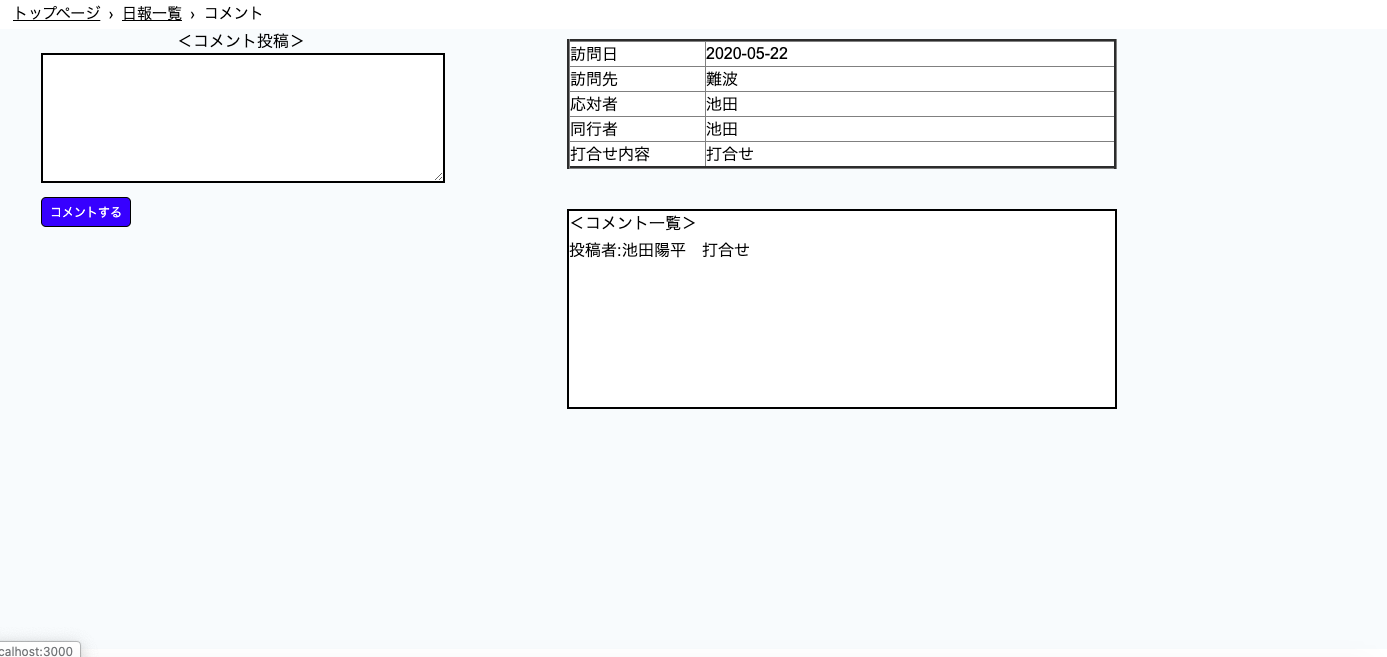 トップページ › 日報一覧 › コメント
＜コメント投稿＞
コメントする
訪問日 2020-05-22
訪問先 難波
応対者 池田
同行者 池田
打合せ内容 打合せ
＜コメント一覧＞
投稿者:池田陽平　打合せ
calhost:3000